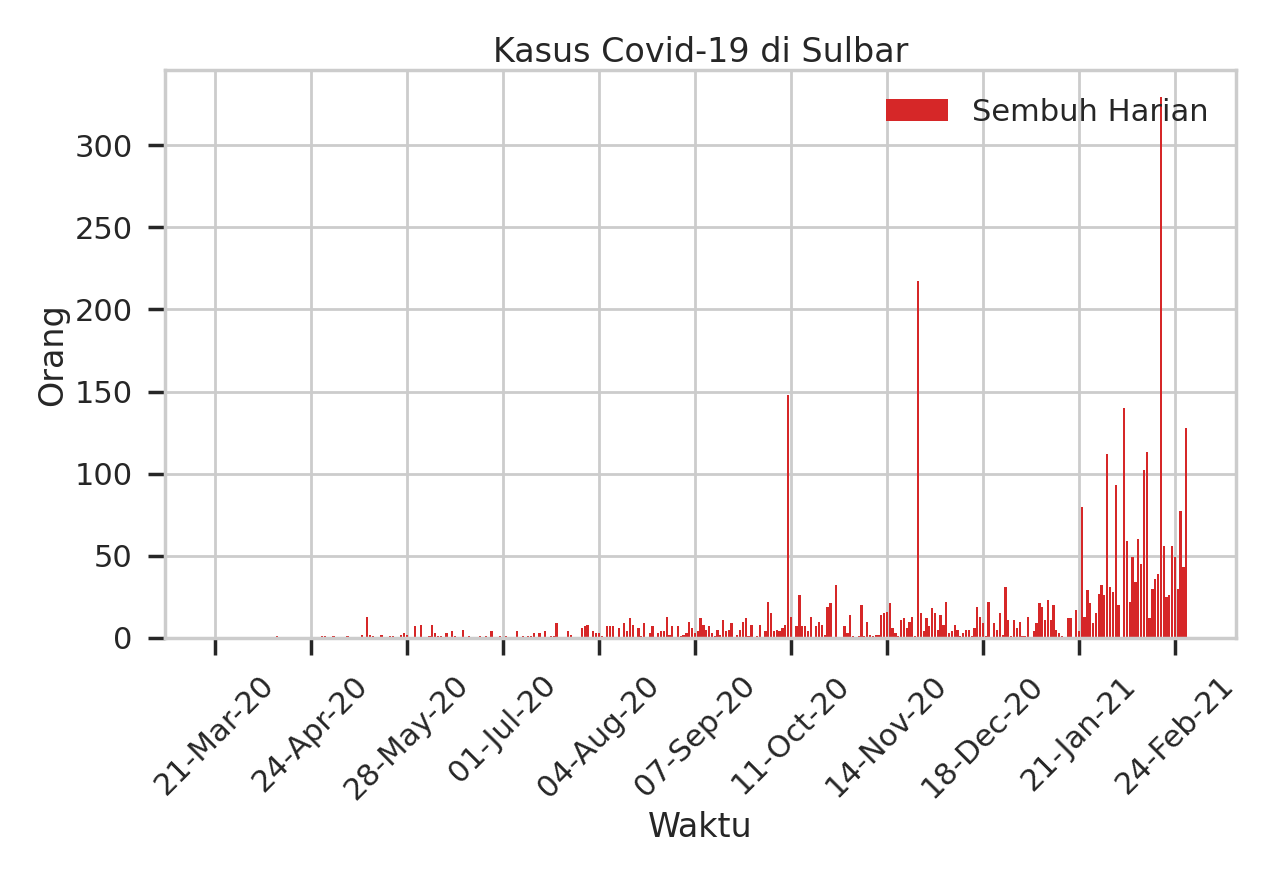 Kasus Covid-19 di Sulbar
Sembuh Harian
Orang
300
250
200
150
100
50
0
21-Mar-20
24-Apr-20
28-May-20
01-Jul-20
04-Aug-20
07-Sep-20
11-Oct-20
14-Nov-20
18-Dec-20
21-Jan-21
24-Feb-21
Waktu